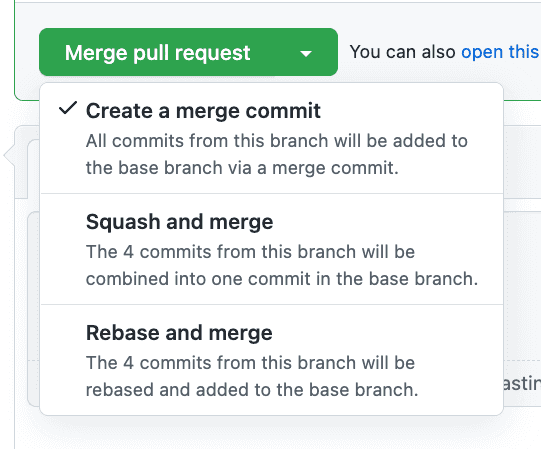 Merge pull request
You can also open this
Create a merge commit
All commits from this branch will be added to
the base branch via a merge commit.
Squash and merge
The 4 commits from this branch will be
combined into one commit in the base branch.
Rebase and merge
The 4 commits from this branch will be
rebased and added to the base branch.